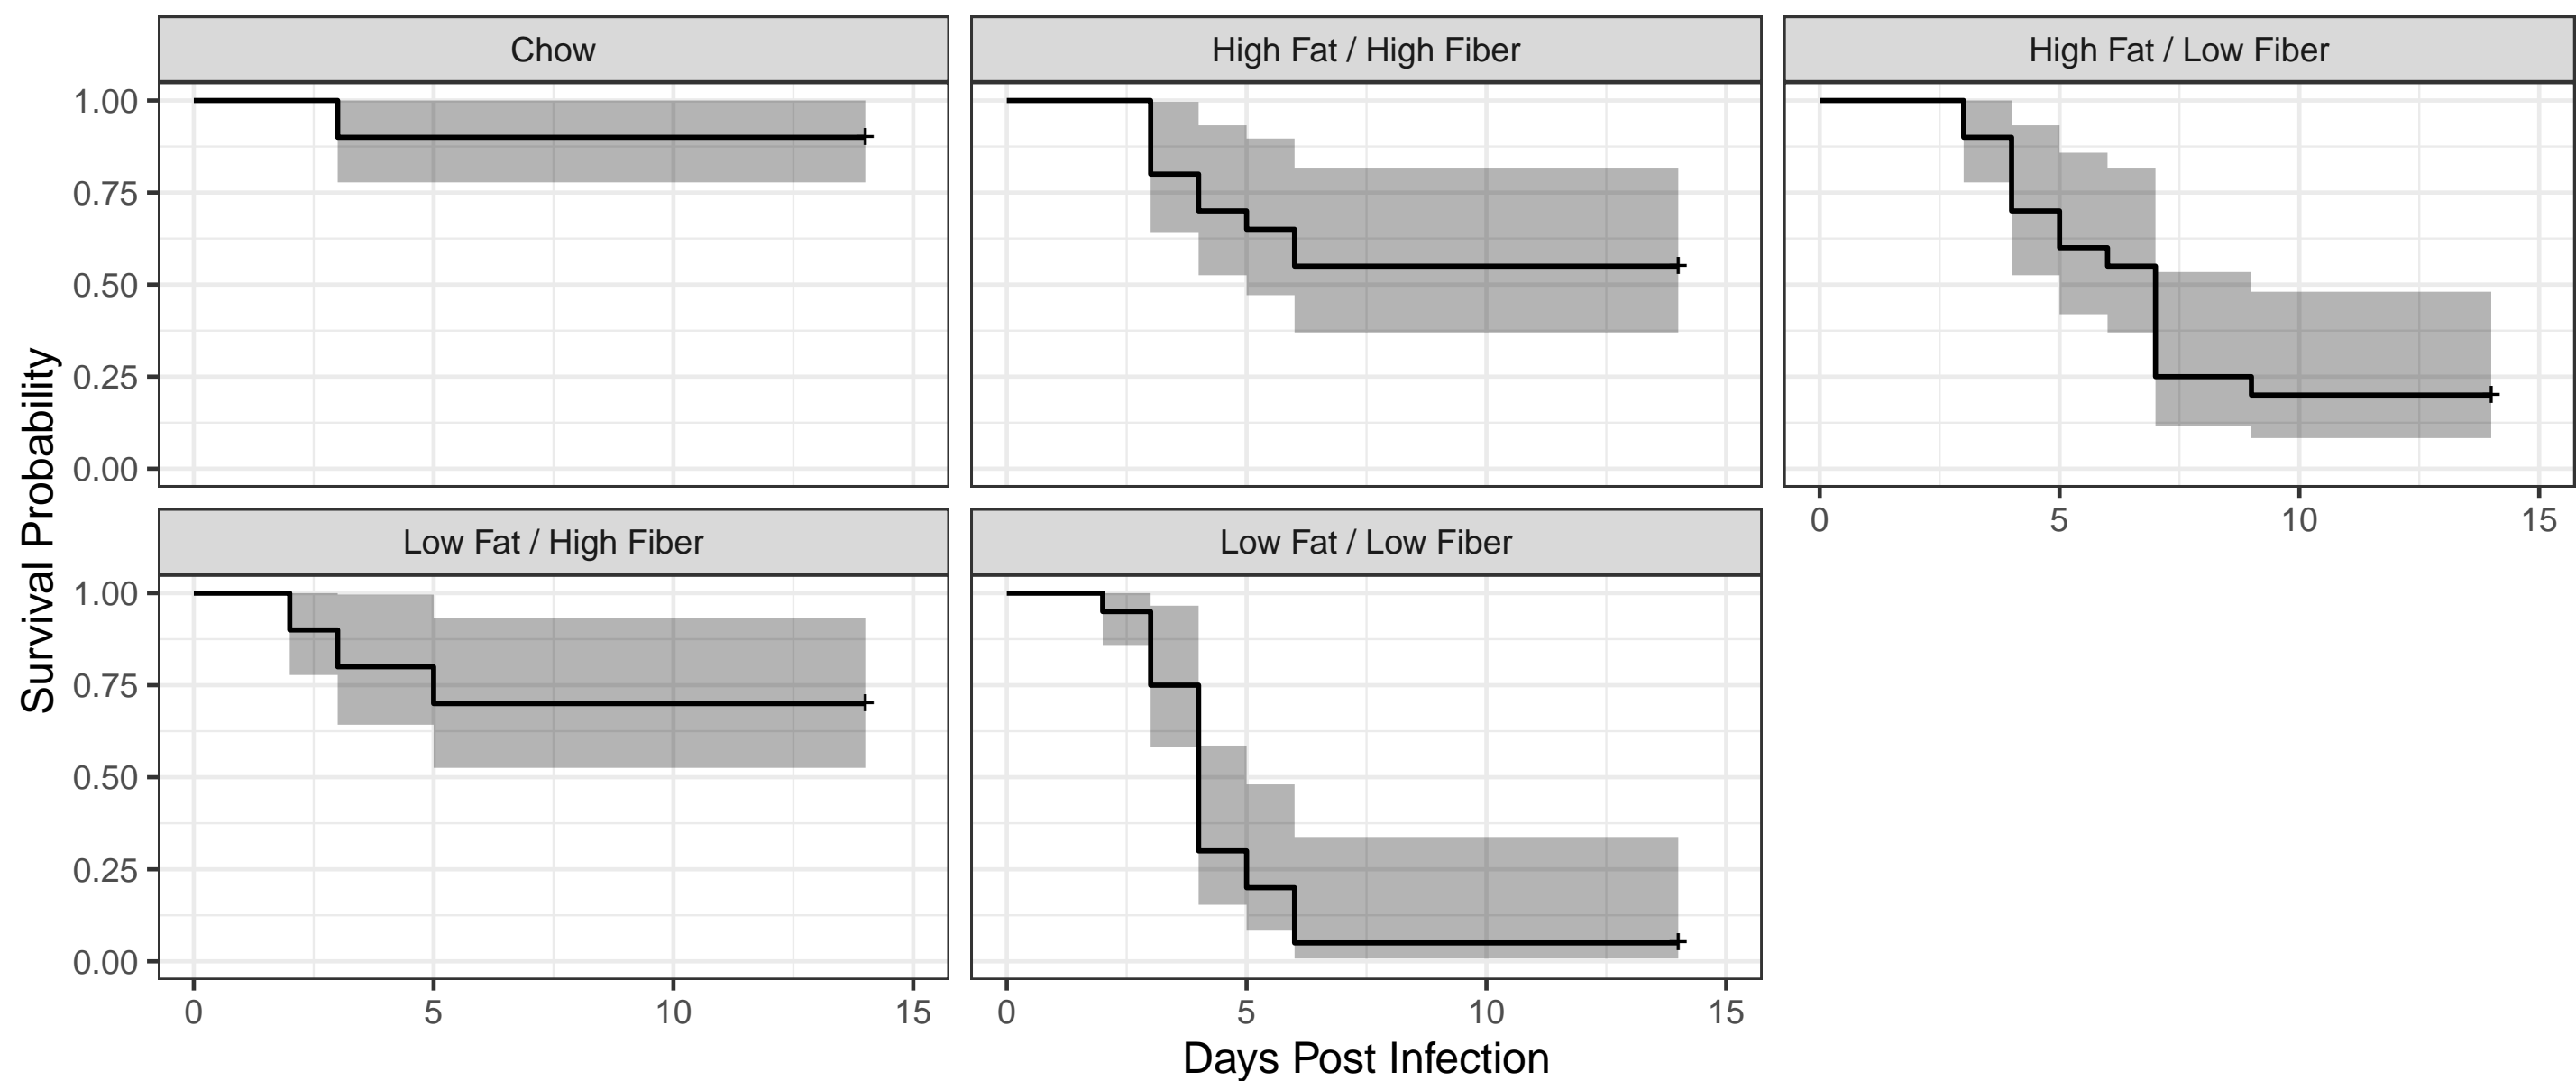 Chow
High Fat / High Fiber
High Fat / Low Fiber
1.00
0.75
0.50
0.25
0.00
0 5 10 15
Survival Probability
Low Fat / High Fiber
Low Fat / Low Fiber
1.00
0.75
0.50
0.25
0.00
0 5 10 15
0 5 10 15
Days Post Infection